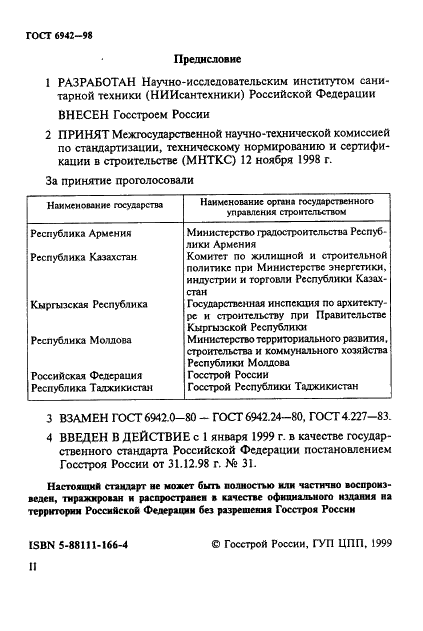 ГОСТ 6942—98
Предисловие
1 РАЗРАБОТАН Научно-исследовательским институтом сани-
тарной техники (НИИсантехники) Российской Федерации
ВНЕСЕН Госстроем России
2 ПРИНЯТ Межгосударственной научно-технической комиссией
по стандартизации, техническому нормированию и сертифи-
кации в строительстве (МНТКС) 12 ноября 1998 г.
За принятие проголосовали
Наименование государства
Наименование органа государственного
управления строительством
Республика Армения
Министерство градостроительства Респуб-
лики Армения
Республика Казахстан
Комитет по жилищной и строительной
политике при Министерстве энергетики,
индустрии и торговли Республики Казах-
стан
Кыргызская Республика
Государственная инспекция по архитекту-
ре и строительству при Правительстве
Кыргызской Республики
Республика Молдова
Министерство территориального развития,
строительства и коммунального хозяйства
Республики Молдова
Российская Федерация
Госстрой России
Республика Таджикистан
Госстрой Республики Таджикистан
3 ВЗАМЕН ГОСТ 6942.0—80 — ГОСТ 6942.24—80, ГОСТ 4.227—83.
4 ВВЕДЕН В ДЕЙСТВИЕ с 1 января 1999 г. в качестве государ-
ственного стандарта Российской Федерации постановлением
Госстроя России от 31.12.98 г. № 31.
Настоящий стандарт не может быть полностью или частично воспроиз-
веден, тиражирован и распространен в качестве официального издания на
территории Российской Федерации без разрешения Госстроя России
ISBN 5-88111-166-4
© Госстрой России, ГУП ЦПП, 1999
II